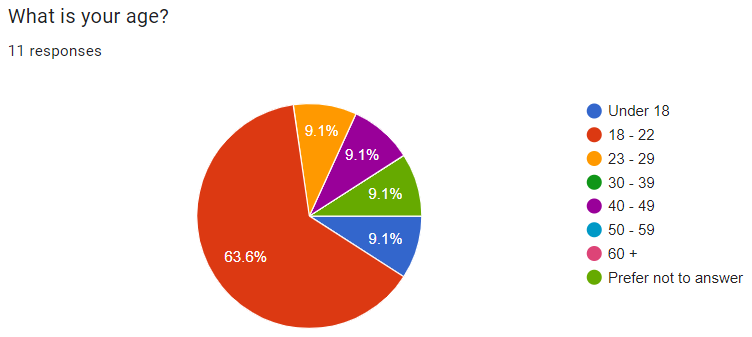 What is your age?
11 responses
9.1%
9.1%
9.1%
9.1%
63.6%
Under 18
18 - 22
23 - 29
30 - 39
40 - 49
50 - 59
60 +
Prefer not to answer